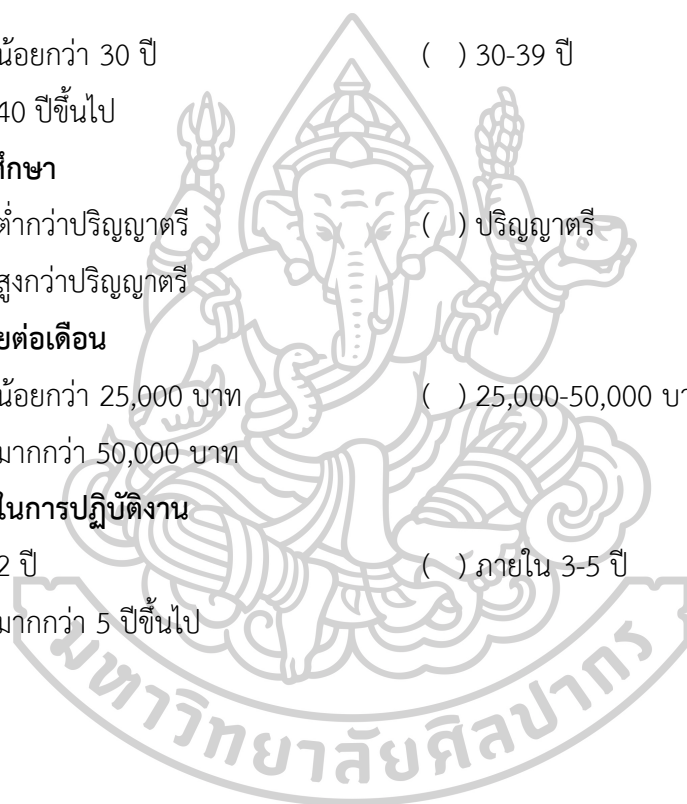 น้อยกว่า 30 ปี ( ) 30-39 ปี
40 ปีขึ้นไป
ศึกษา
ต่ำกว่าปริญญาตรี ( ) ปริญญาตรี
สูงกว่าปริญญาตรี
ยต่อเดือน
น้อยกว่า 25,000 บาท ( ) 25,000-50,000 บา
มากกว่า 50,000 บาท
ในการปฏิบัติงาน
2 ปี ( ) ภายใน 3-5 ปี
มากกว่า 5 ปีขึ้นไป
มหาวิทยาลัยศิลปากร